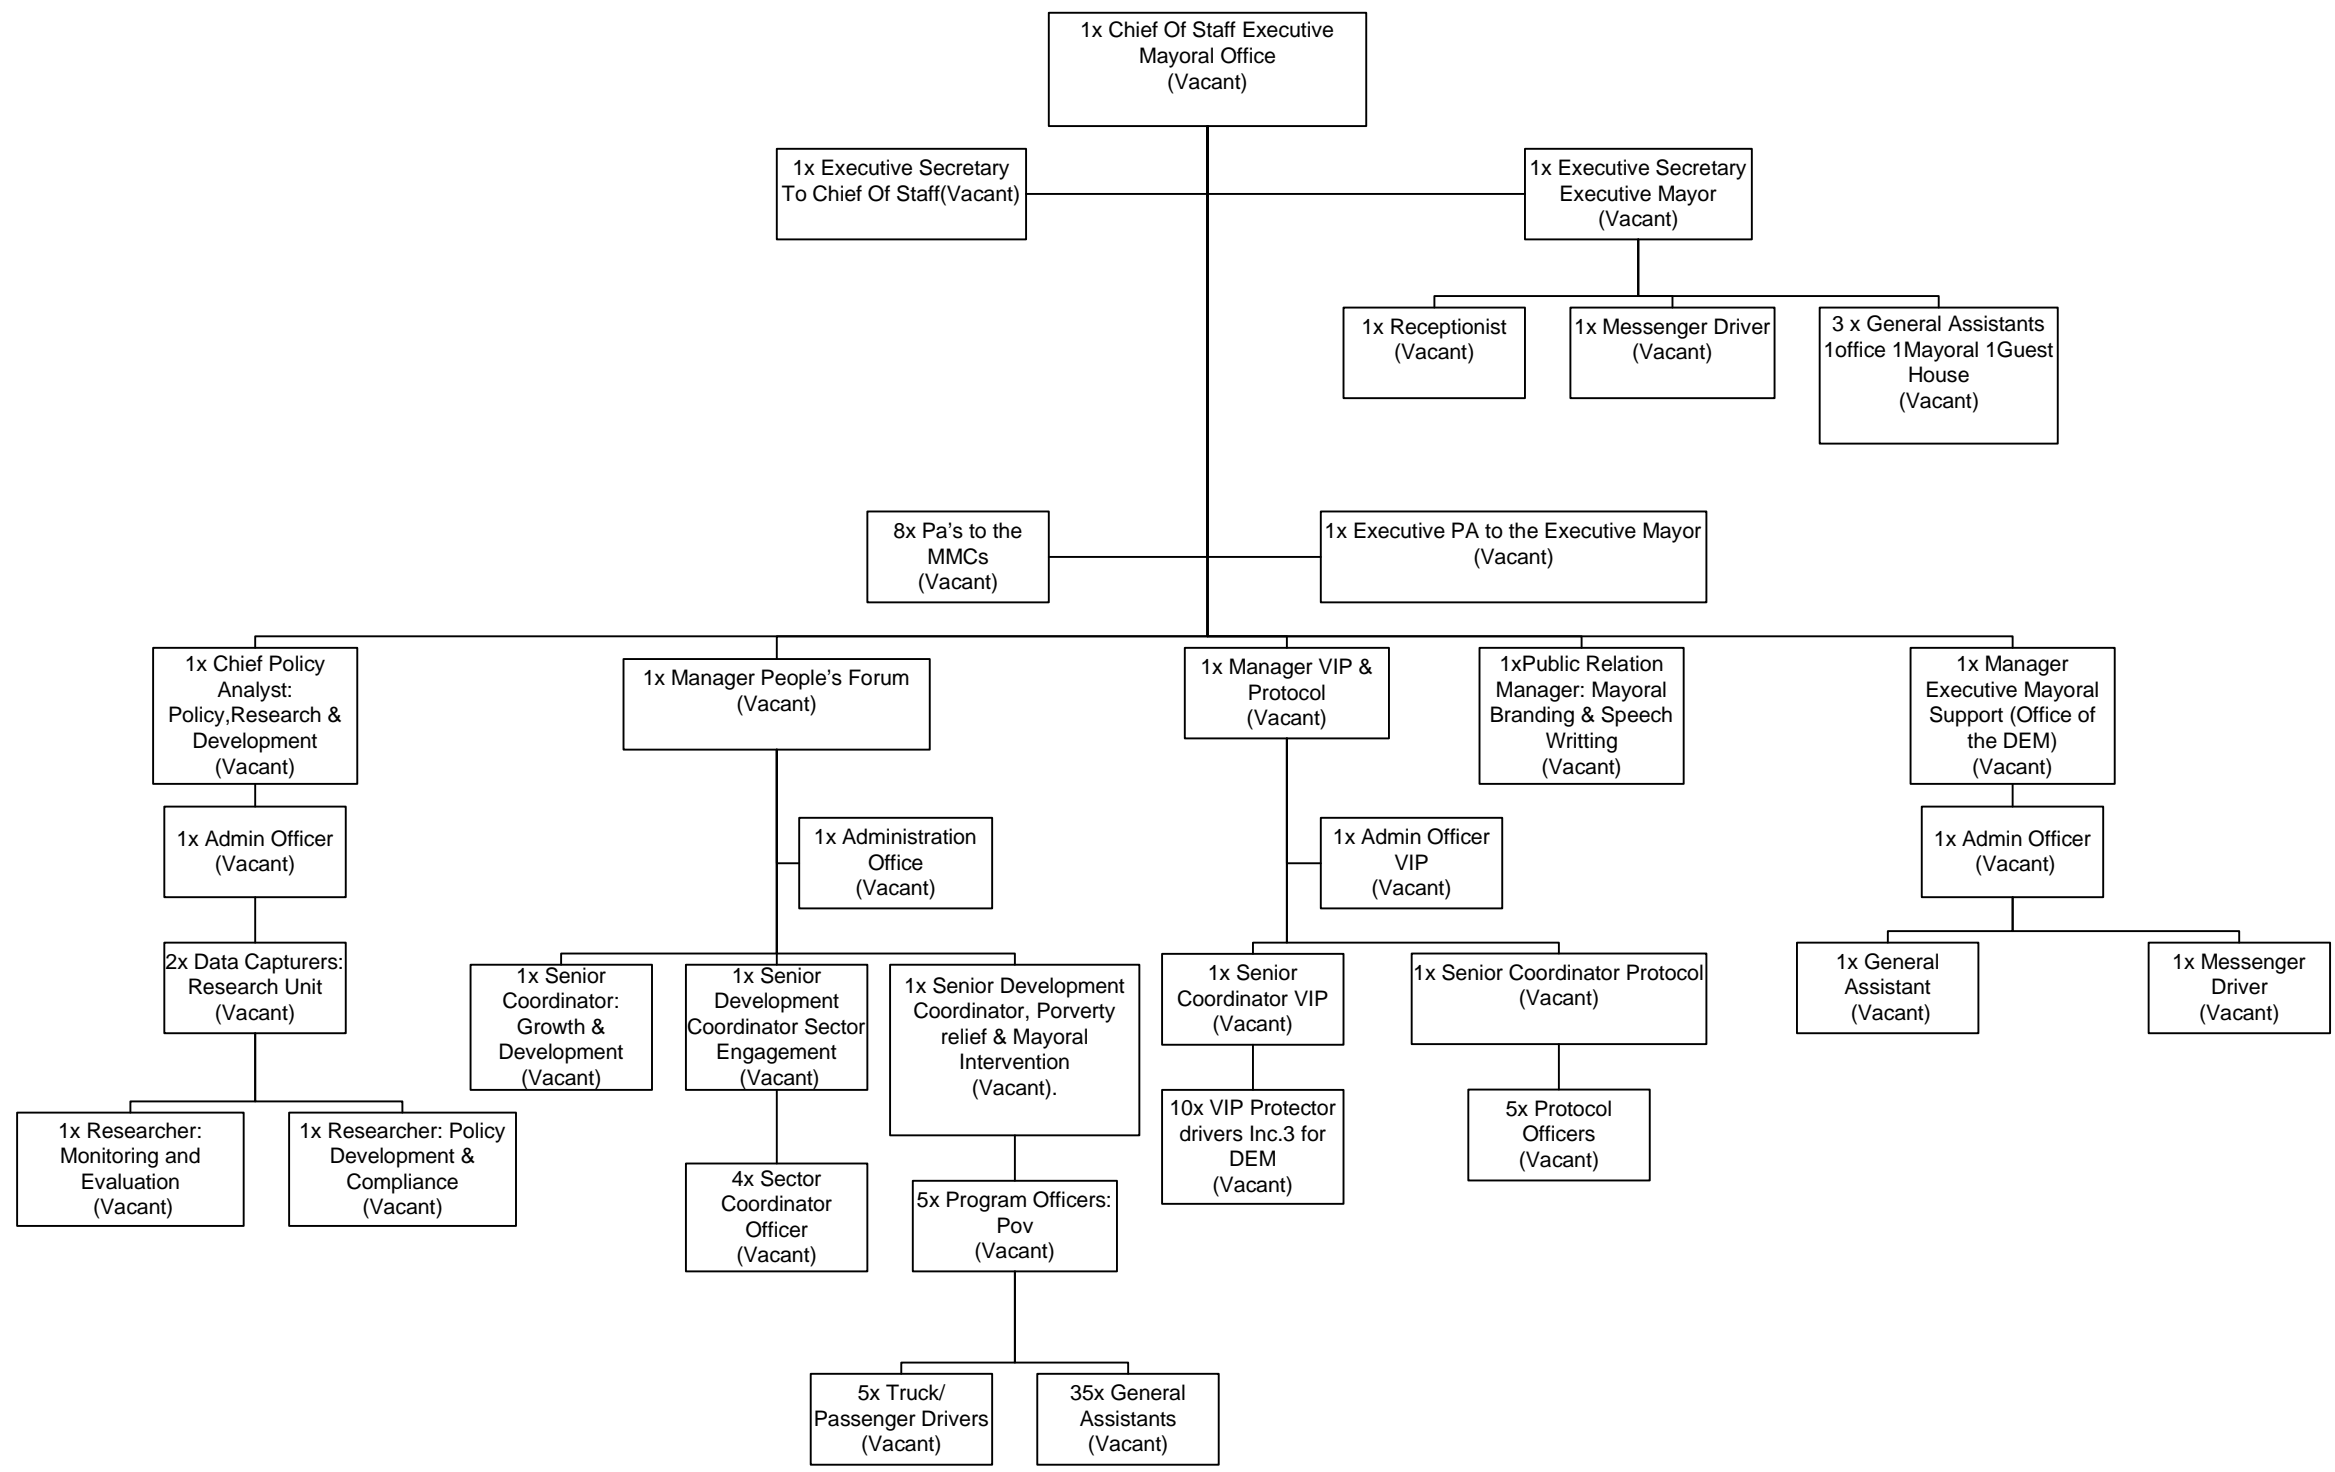 1x Chief Of Staff Executive
Mayoral Office
(Vacant)
1x Executive Secretary
To Chief Of Staff(Vacant)
1x Executive Secretary
Executive Mayor
(Vacant)
1x Receptionist
(Vacant)
1x Messenger Driver
(Vacant)
3 x General Assistants
1office 1Mayoral 1Guest
House
(Vacant)
8x Pa’s to the
MMCs
(Vacant)
1x Executive PA to the Executive Mayor
(Vacant)
1x Chief Policy
Analyst:
Policy,Research &
Development
(Vacant)
1x Manager People’s Forum
(Vacant)
1x Manager VIP &
Protocol
(Vacant)
1xPublic Relation
Manager: Mayoral
Branding & Speech
Writting
(Vacant)
1x Manager
Executive Mayoral
Support (Office of
the DEM)
(Vacant)
1x Admin Officer
(Vacant)
1x Administration
Office
(Vacant)
1x Admin Officer
VIP
(Vacant)
1x Admin Officer
(Vacant)
2x Data Capturers:
Research Unit
(Vacant)
1x Senior
Coordinator:
Growth &
Development
(Vacant)
1x Senior
Development
Coordinator Sector
Engagement
(Vacant)
1x Senior Development
Coordinator, Porverty
relief & Mayoral
Intervention
(Vacant).
1x Senior
Coordinator VIP
(Vacant)
1x Senior Coordinator Protocol
(Vacant)
1x General
Assistant
(Vacant)
1x Messenger
Driver
(Vacant)
1x Researcher:
Monitoring and
Evaluation
(Vacant)
1x Researcher: Policy
Development &
Compliance
(Vacant)
4x Sector
Coordinator
Officer
(Vacant)
5x Program Officers:
Pov
(Vacant)
10x VIP Protector
drivers Inc.3 for
DEM
(Vacant)
5x Protocol
Officers
(Vacant)
5x Truck/
Passenger Drivers
(Vacant)
35x General
Assistants
(Vacant)